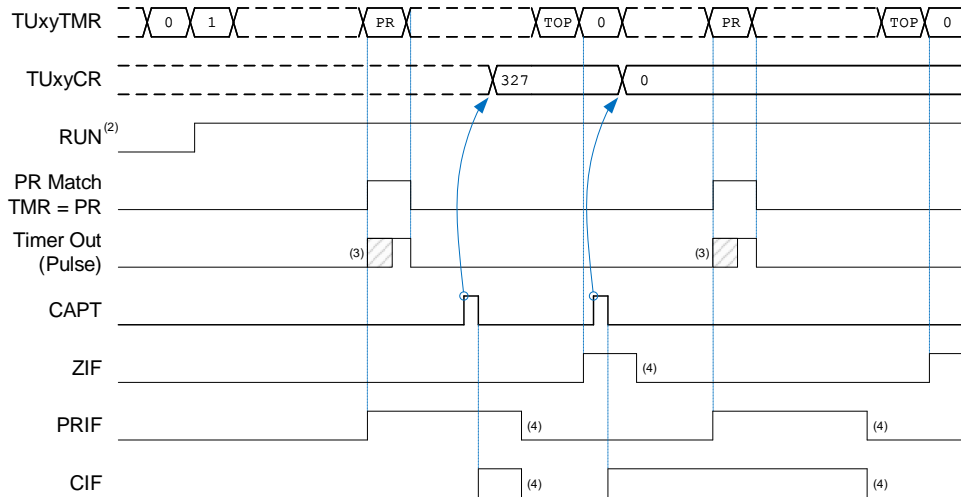 TUxyTMR 0 1 PR TOP 0 PR TOP 0
TUxyCR 327 0
RUN(2)
PR Match
TMR = PR
Timer Out
(Pulse) (3) (3)
CAPT
ZIF (4)
PRIF (4) (4)
CIF (4) (4)